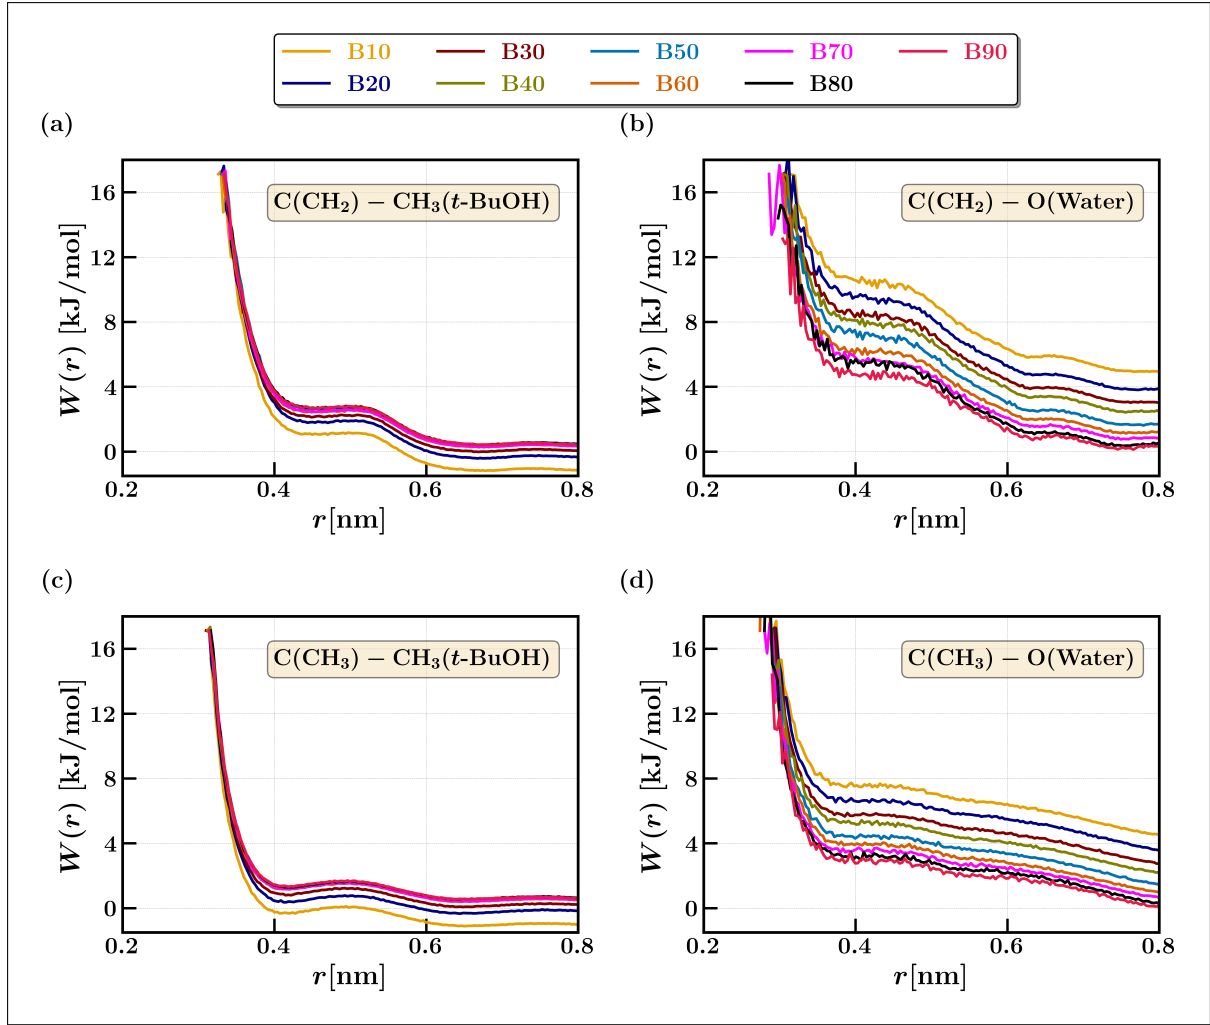 B10 B30 B50 B70 B90
B20 B40 B60 B80
(a) (b)
C(CH₂) − CH₃(t-BuOH)
16
12
8
4
0
W(r) [kJ/mol]
0.2 0.4 0.6 0.8
r[nm]
C(CH₂) − O(Water)
16
12
8
4
0
W(r) [kJ/mol]
0.2 0.4 0.6 0.8
r[nm]
(c) (d)
C(CH₃) − CH₃(t-BuOH)
16
12
8
4
0
W(r) [kJ/mol]
0.2 0.4 0.6 0.8
r[nm]
C(CH₃) − O(Water)
16
12
8
4
0
W(r) [kJ/mol]
0.2 0.4 0.6 0.8
r[nm]